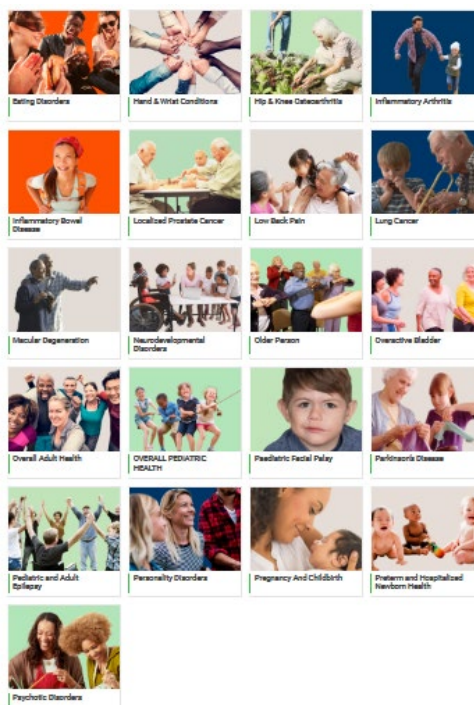 Eating Disorders
Hand & Wrist Conditions
Hip & Knee Osteoarthritis
Inflammatory Arthritis
Inflammatory Bowel
Disease
Localized Prostate Cancer
Low Back Pain
Lung Cancer
Macular Degeneration
Neurodevelopmental
Disorders
Older Person
Overactive Bladder
Overall Adult Health
OVERALL PEDIATRIC
HEALTH
Paediatric Facial Palsy
Parkinson's Disease
Pediatric and Adult
Epilepsy
Personality Disorders
Pregnancy And Childbirth
Preterm and Hospitalized
Newborn Health
Psychotic Disorders